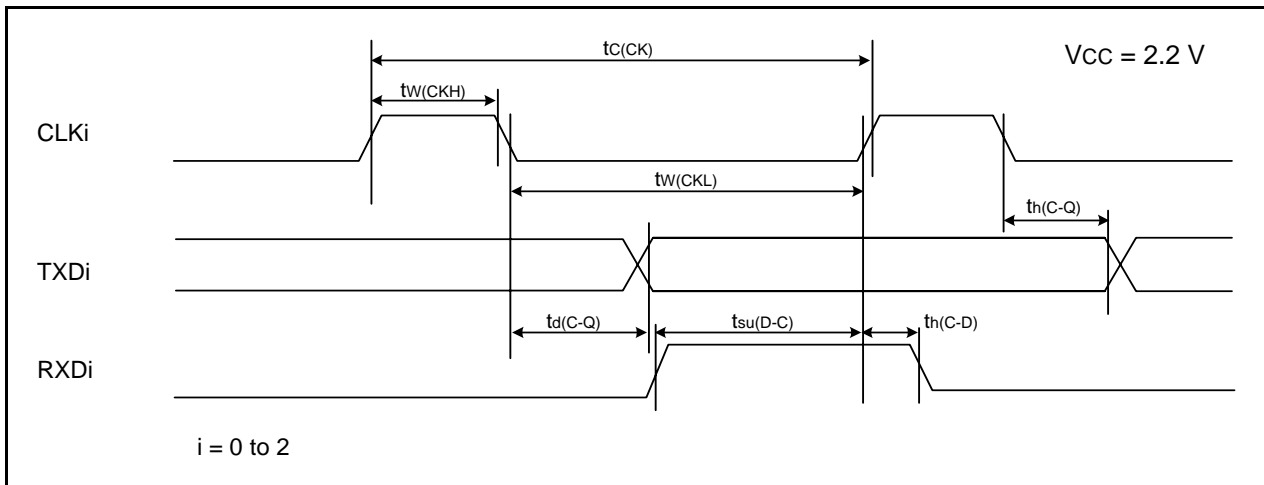 tC(CK)
VCC = 2.2 V
tW(CKH)
CLKi
tW(CKL)
th(C-Q)
TXDi
td(C-Q)
tsu(D-C)
th(C-D)
RXDi
i = 0 to 2